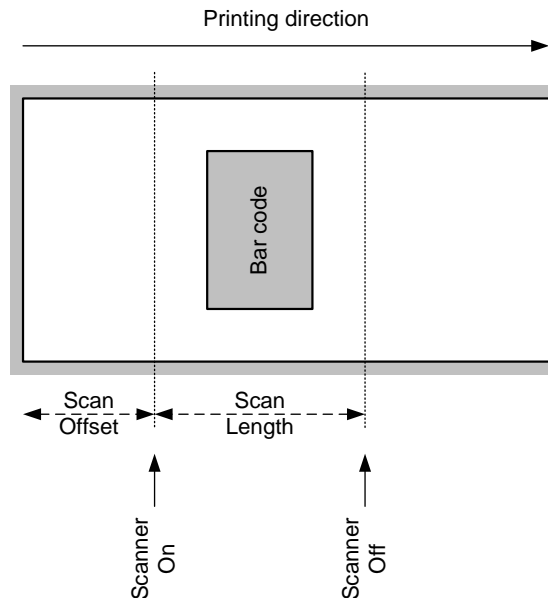 Printing direction
Bar code
Scan
Offset
Scan
Length
Scanner
On
Scanner
Off